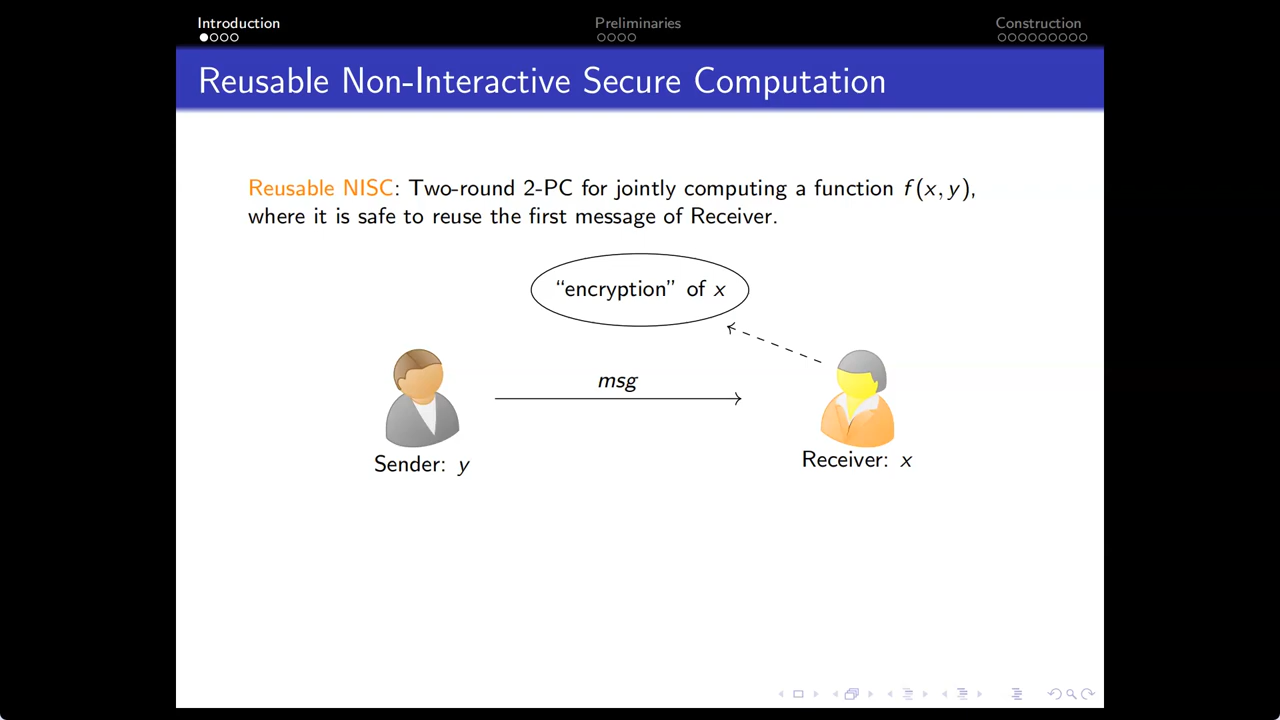 Introduction
Preliminaries
Construction
Reusable Non-Interactive Secure Computation
Reusable NISC: Two-round 2-PC for jointly computing a function f(x, y),
where it is safe to reuse the first message of Receiver.
“encryption” of x
msg
Sender: y
Receiver: x